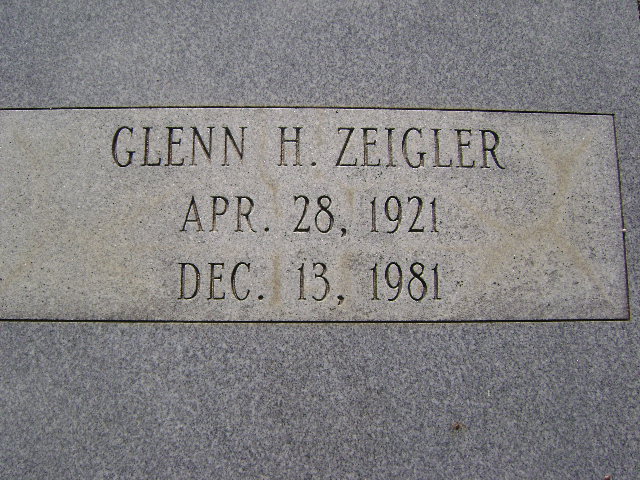 GLENN H. ZEIGLER
APR. 28, 1921
DEC. 13, 1981